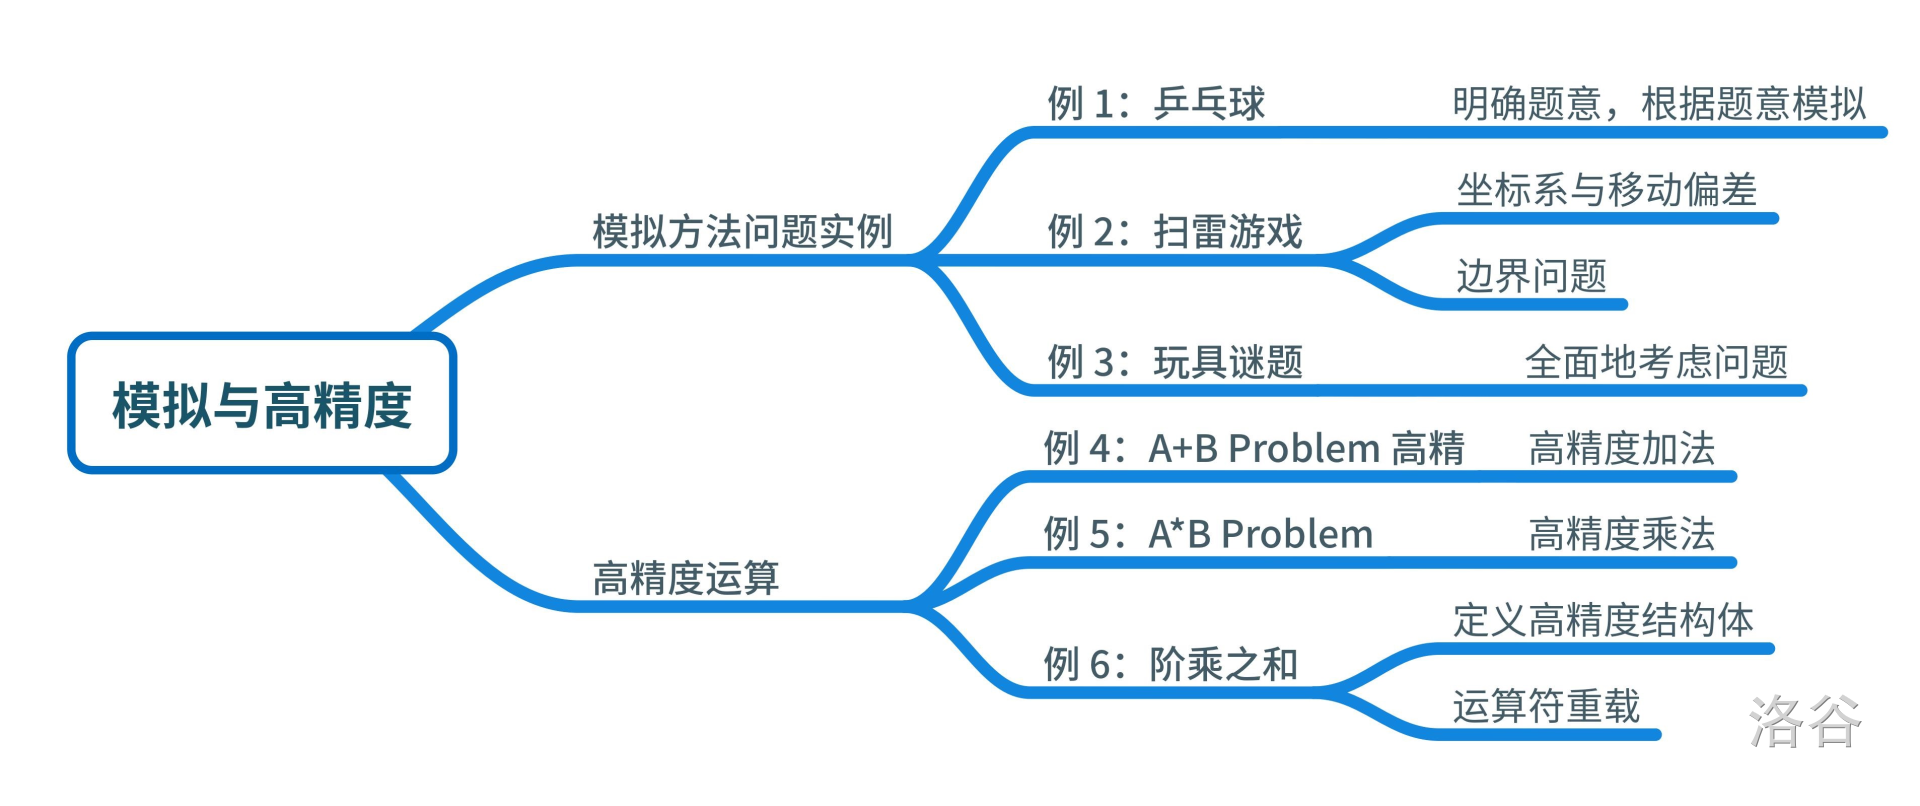 模拟与高精度
模拟方法问题实例
例 1：乒乓球
明确题意，根据题意模拟
例 2：扫雷游戏
坐标系与移动偏差
边界问题
例 3：玩具谜题
全面地考虑问题
高精度运算
例 4：A+B Problem 高精
高精度加法
例 5：A*B Problem
高精度乘法
例 6：阶乘之和
定义高精度结构体
运算符重载
洛谷